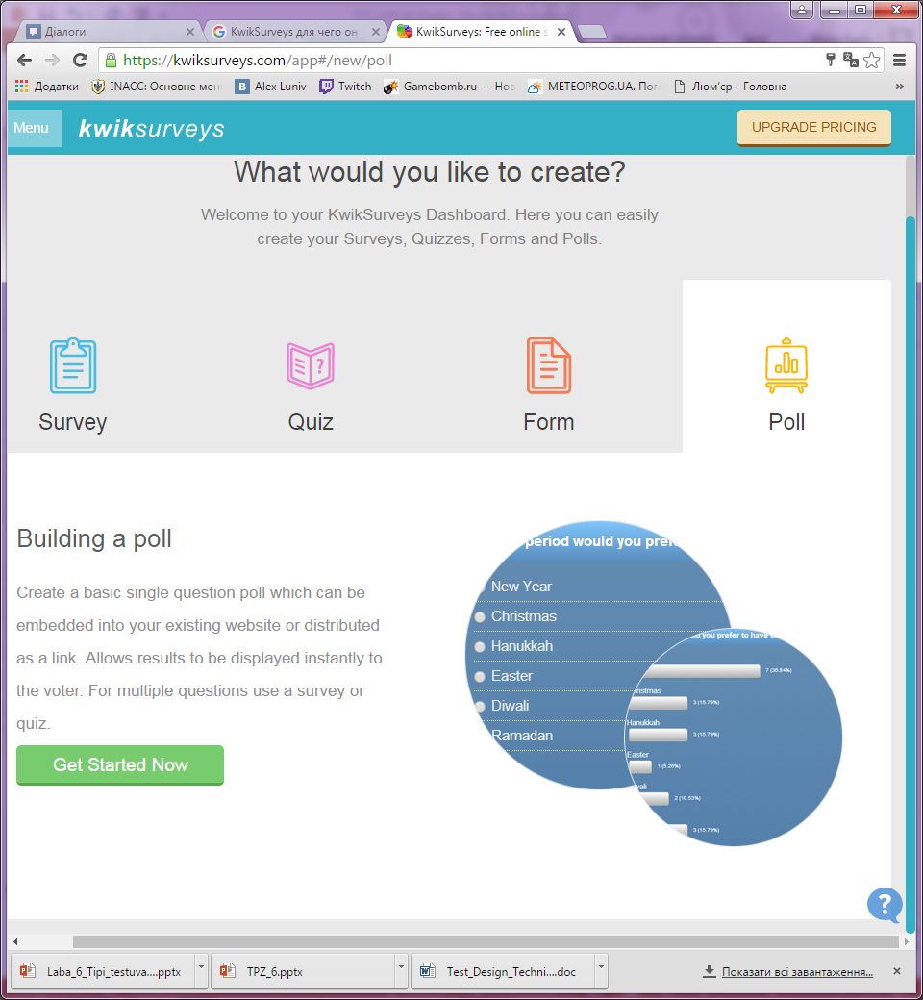 Діалоги
KwikSurveys для чего он
KwikSurveys: Free online s
https://kwiksurveys.com/app#/new/poll
Додатки
INACC: Основне мен
Alex Luniv
Twitch
Gamebomb.ru — Нов
METEOPROG.UA. Пог
Люм'єр - Головна
»
Menu
kwiksurveys
UPGRADE PRICING
What would you like to create?
Welcome to your KwikSurveys Dashboard. Here you can easily
create your Surveys, Quizzes, Forms and Polls.
Survey
Quiz
Form
Poll
Building a poll
Create a basic single question poll which can be
embedded into your existing website or distributed
as a link. Allows results to be displayed instantly to
the voter. For multiple questions use a survey or
quiz.
Get Started Now
period would you pref
New Year
Christmas
Hanukkah
Easter
Diwali
Ramadan
d you prefer to have
7 (36.84%)
ristmas
3 (15.79%)
Hanukkah
3 (15.79%)
Easter
1 (5.26%)
wali
2 (10.53%)
3 (15.79%)
?
Laba_6_Tipi_testuva....pptx
TPZ_6.pptx
Test_Design_Techni....doc
Показати всі завантаження...